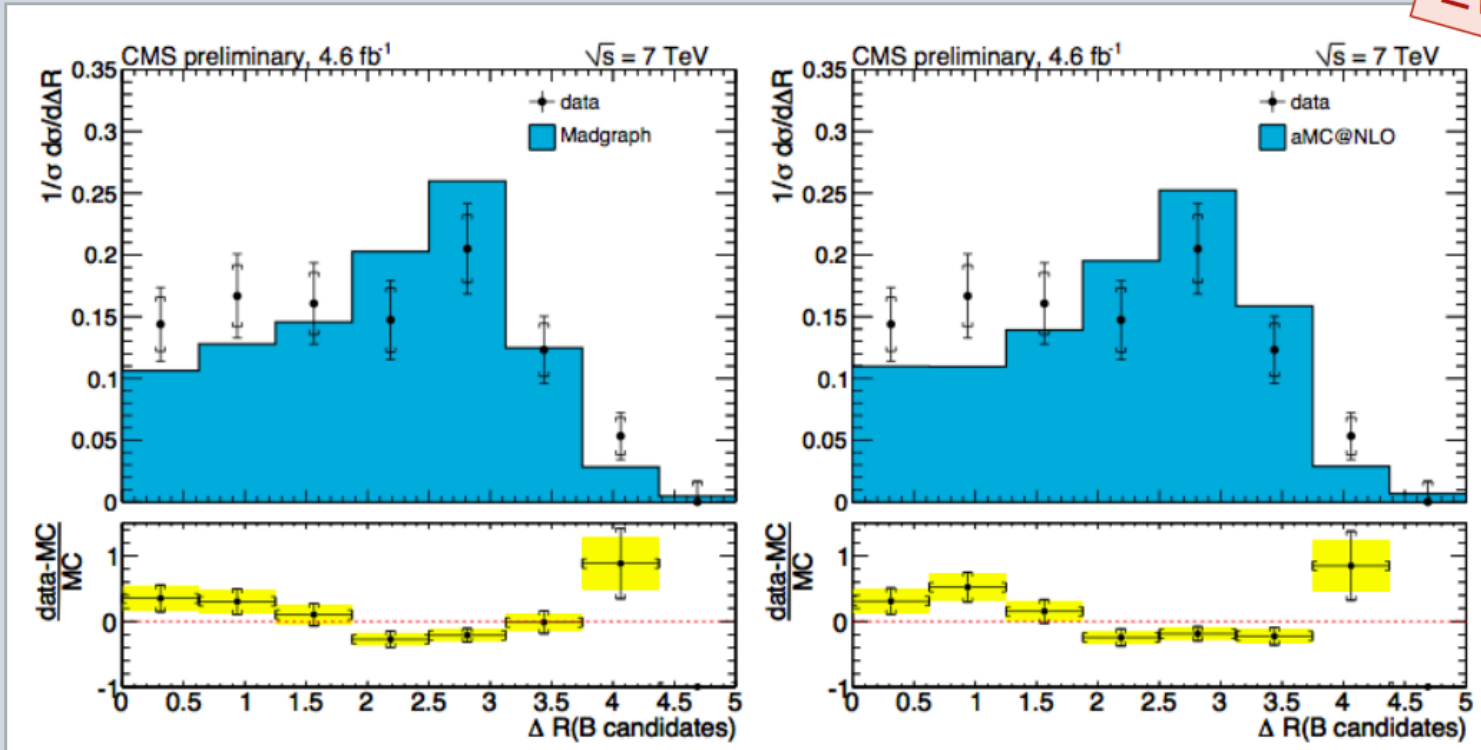 CMS preliminary, 4.6 fb⁻¹ √s = 7 TeV
1/σ dσ/dΔR
0.35
0.3
0.25
0.2
0.15
0.1
0.05
0
data
Madgraph
data-MC
MC
1
0
-1
0 0.5 1 1.5 2 2.5 3 3.5 4 4.5 5
Δ R(B candidates)
CMS preliminary, 4.6 fb⁻¹ √s = 7 TeV
1/σ dσ/dΔR
0.35
0.3
0.25
0.2
0.15
0.1
0.05
0
data
aMC@NLO
data-MC
MC
1
0
-1
0 0.5 1 1.5 2 2.5 3 3.5 4 4.5 5
Δ R(B candidates)